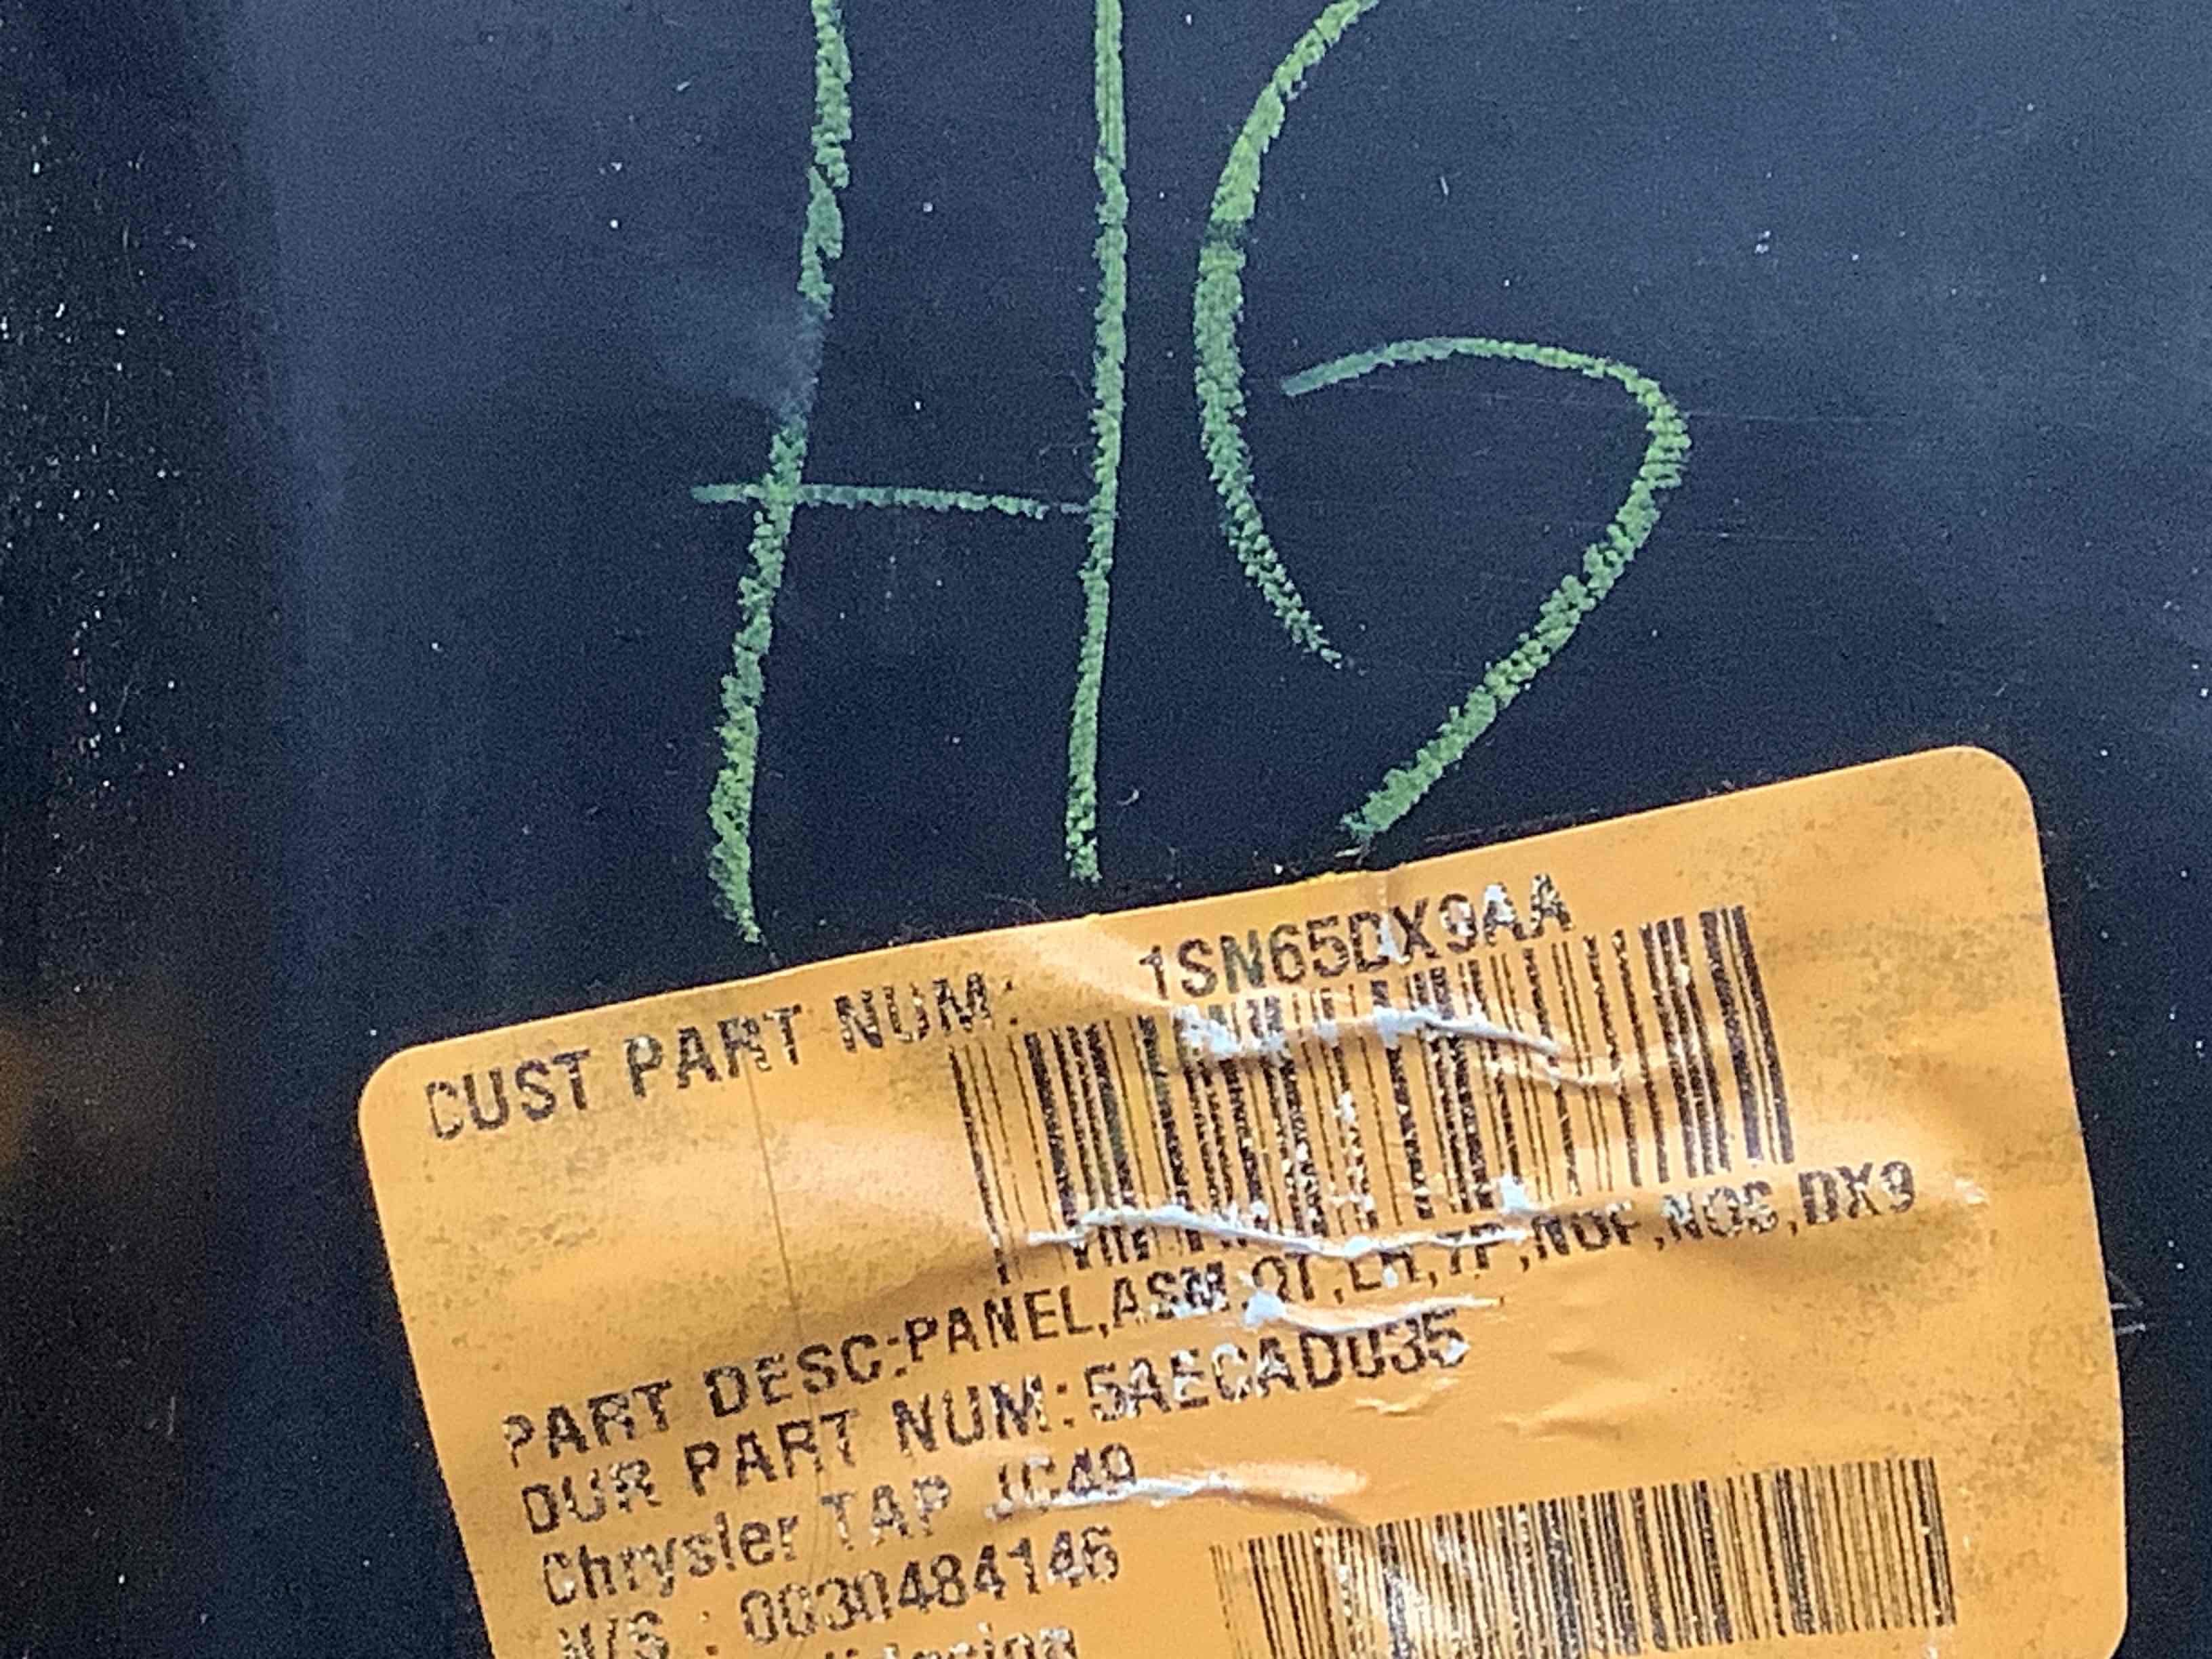 HG
1SN65DX9AA
CUST PART NUM:
PART DESC:PANEL,ASM,QT,LH,7P,NOF,NOS,DX9
OUR PART NUM:5AECAD035
Chrysler TAP JC49
N/S.: 0030484146